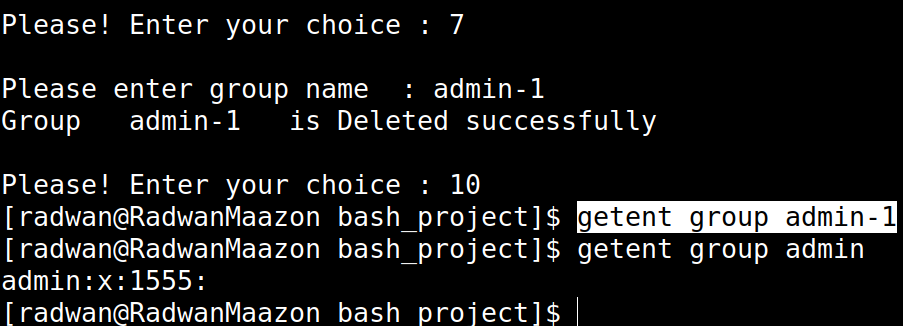 Please! Enter your choice : 7
Please enter group name  : admin-1
Group   admin-1   is Deleted successfully
Please! Enter your choice : 10
[radwan@RadwanMaazon bash_project]$ getent group admin-1
[radwan@RadwanMaazon bash_project]$ getent group admin
admin:x:1555:
[radwan@RadwanMaazon bash_project]$